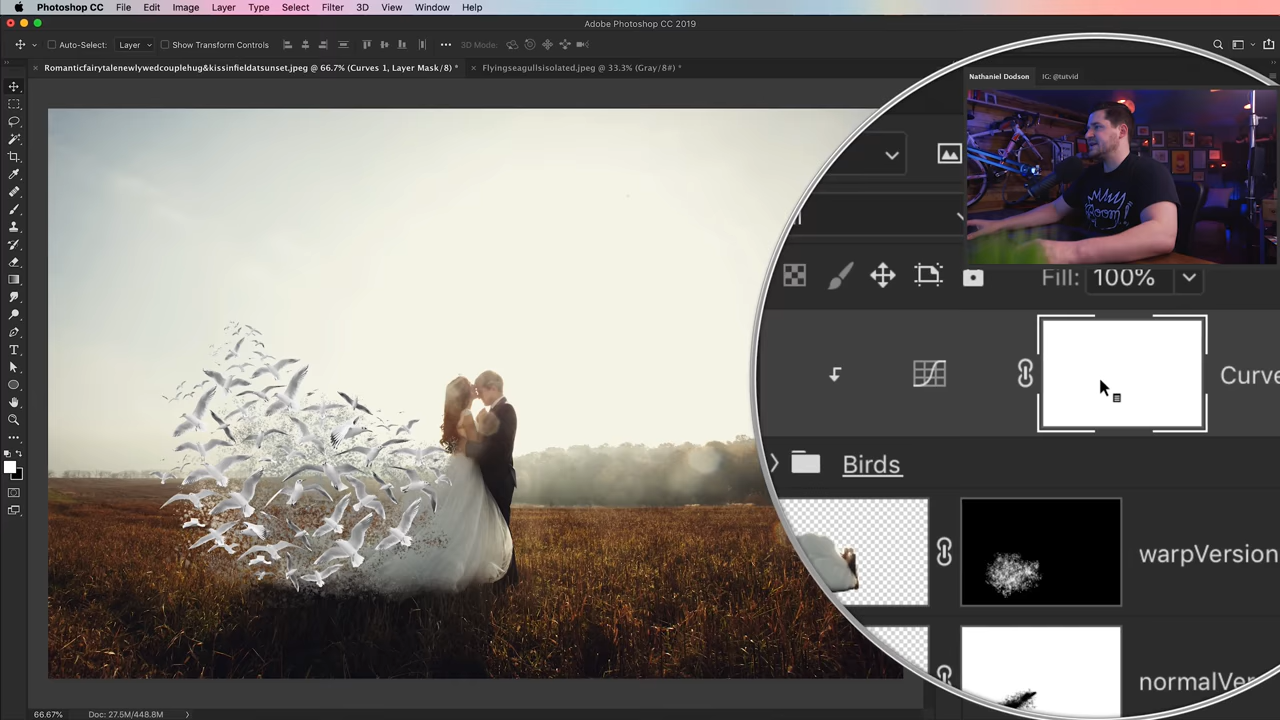 Photoshop CC File Edit Image Layer Type Select Filter 3D View Window Help
Adobe Photoshop CC 2019
Auto-Select: Layer Show Transform Controls 3D Mode:
Romanticfairytalenewlywedcouplehug&kissinfieldatsunset.jpeg @ 66.7% (Curves 1, Layer Mask/8) * Flyingseagullsisolated.jpeg @ 33.3% (Gray/8#) *
Nathaniel Dodson IG: @tutvid
Fill: 100%
Curve
Birds
warpVersion
normalVer
66.67% Doc: 27.5M/448.8M